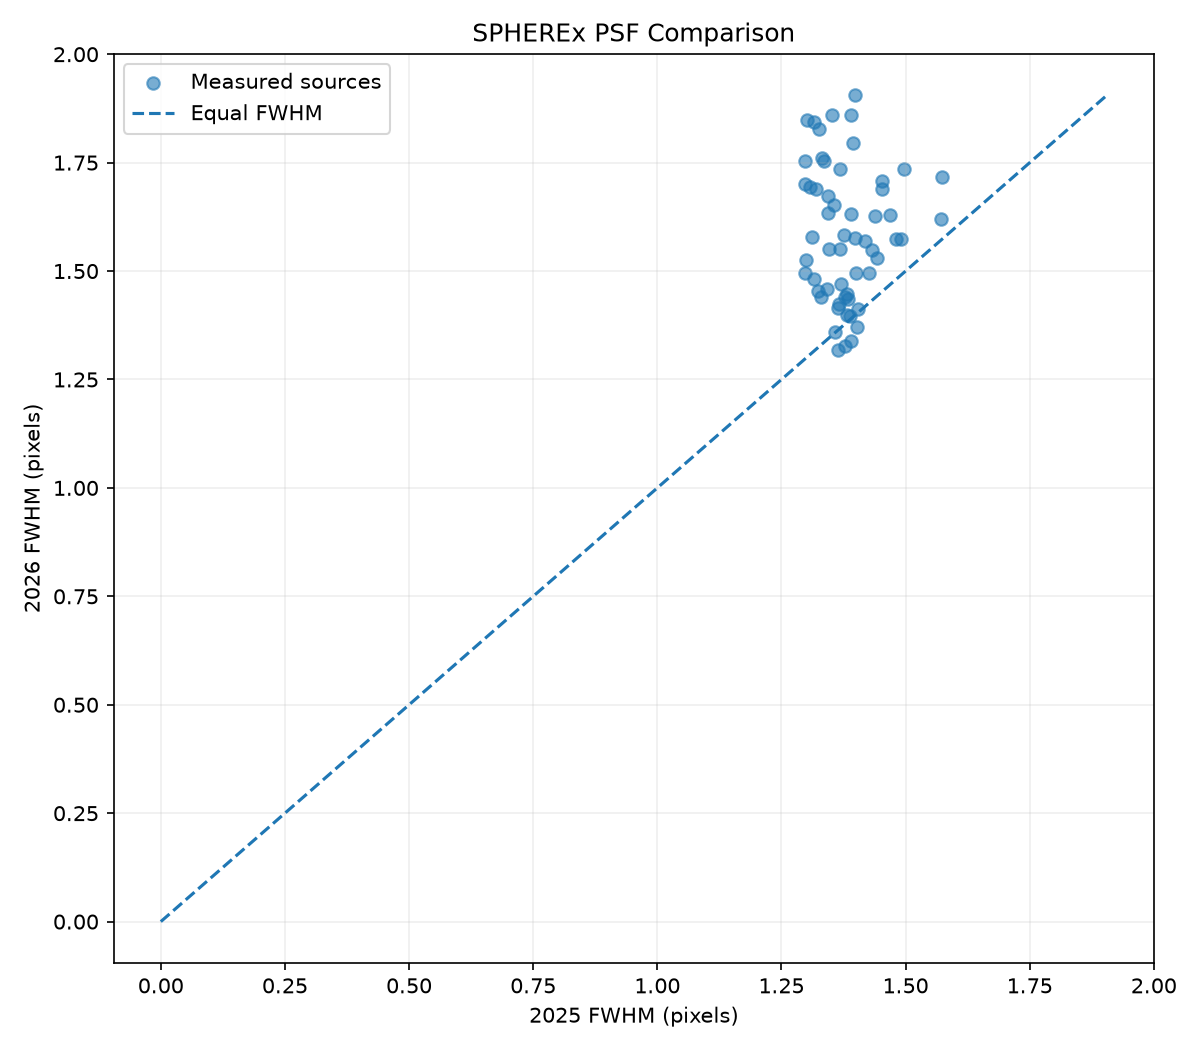 SPHEREx PSF Comparison
Measured sources
Equal FWHM
2026 FWHM (pixels)
2.00
1.75
1.50
1.25
1.00
0.75
0.50
0.25
0.00
0.00 0.25 0.50 0.75 1.00 1.25 1.50 1.75 2.00
2025 FWHM (pixels)